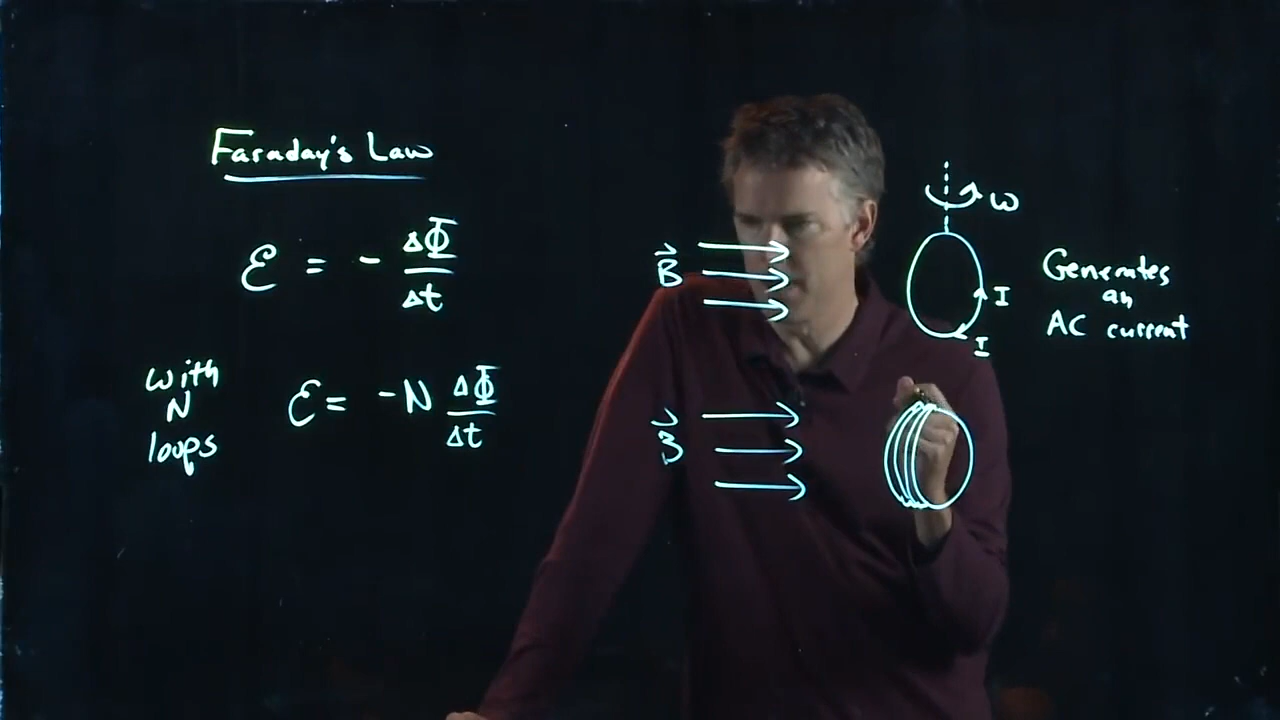 Faraday's Law
ℰ = - ΔΦ/Δt
with
N
loops
ℰ = -N ΔΦ/Δt
B⃗
ω
I
I
Generates
an
AC current
B⃗